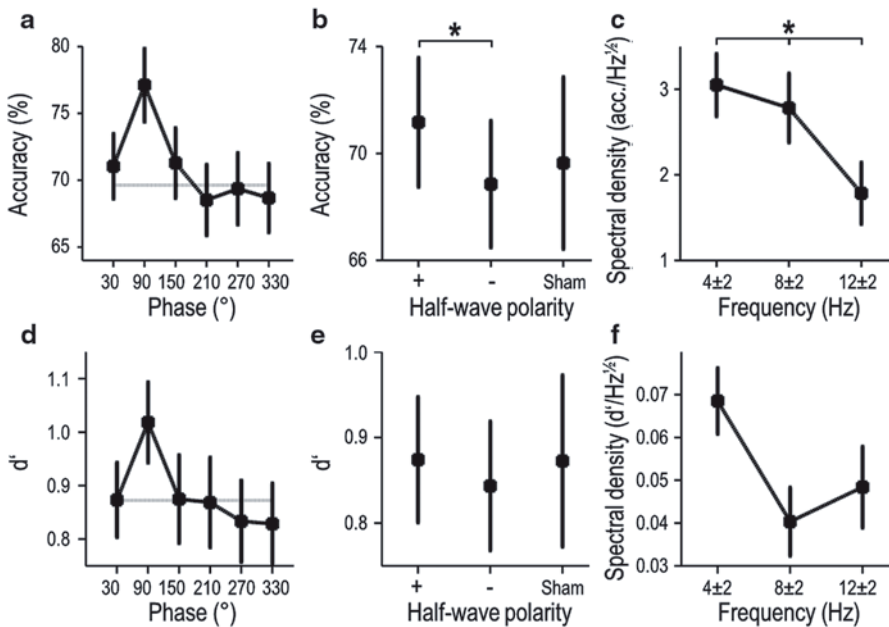 a
Accuracy (%)
80
75
70
65
30 90 150 210 270 330
Phase (°)
b
Accuracy (%)
74
70
66
*
+ - Sham
Half-wave polarity
c
Spectral density (acc./Hz½)
3
2
1
*
4±2 8±2 12±2
Frequency (Hz)
d
d'
1.1
1.0
0.9
0.8
30 90 150 210 270 330
Phase (°)
e
d'
1.0
0.9
0.8
+ - Sham
Half-wave polarity
f
Spectral density (d'/Hz½)
0.07
0.06
0.05
0.04
0.03
4±2 8±2 12±2
Frequency (Hz)